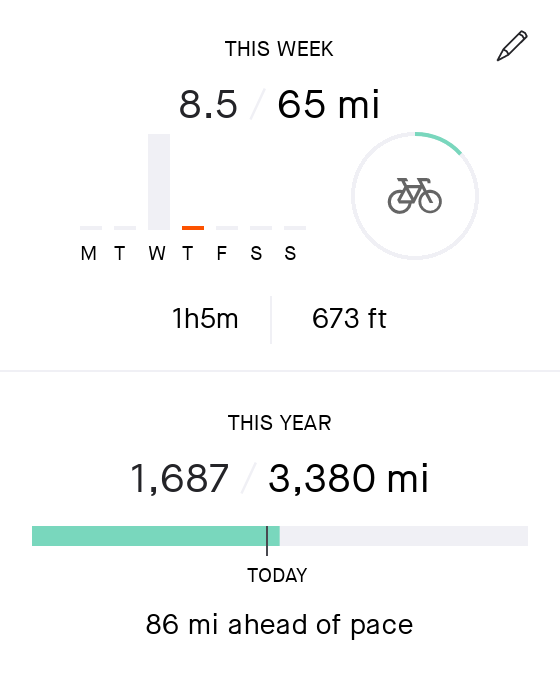 THIS WEEK
8.5 / 65 mi
M T W T F S S
1h5m 673 ft
THIS YEAR
1,687 / 3,380 mi
TODAY
86 mi ahead of pace